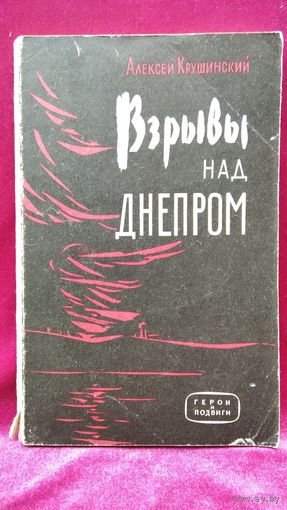 Алексей Крушинский
Взрывы
НАД
ДНЕПРОМ
ГЕРОИ
И
ПОДВИГИ
www.ay.by